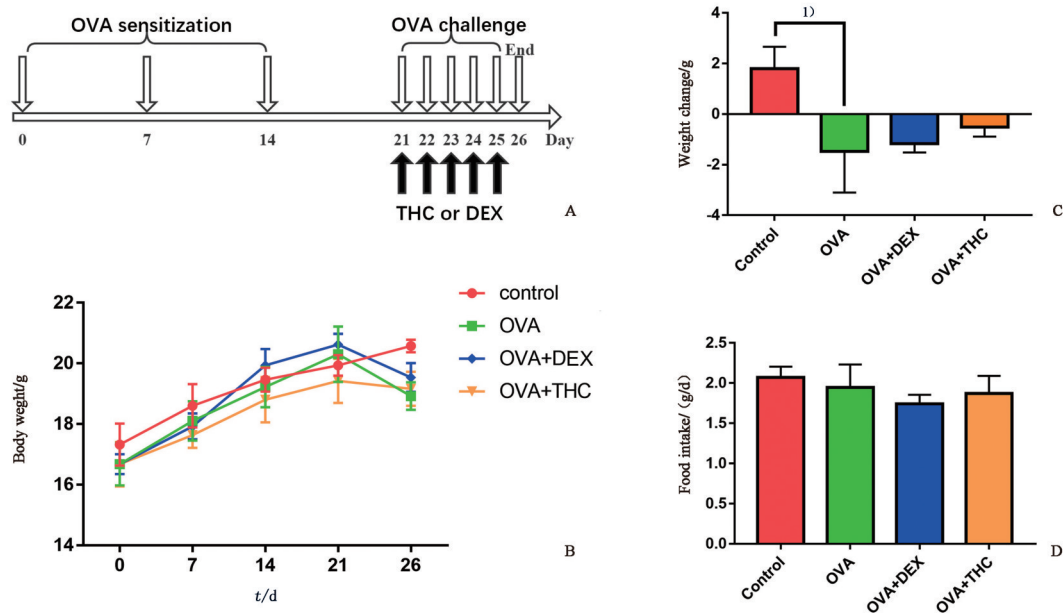 OVA sensitization
OVA challenge
End
0 7 14 21 22 23 24 25 26 Day
THC or DEX
A
Body weght/g
22
20
18
16
14
0 7 14 21 26
t/d
control
OVA
OVA+DEX
OVA+THC
B
Weight change/g
4
2
0
-2
-4
1)
Control
OVA
OVA+DEX
OVA+THC
C
Food intake/ (g/d)
2.5
2.0
1.5
1.0
0.5
0.0
Control
OVA
OVA+DEX
OVA+THC
D